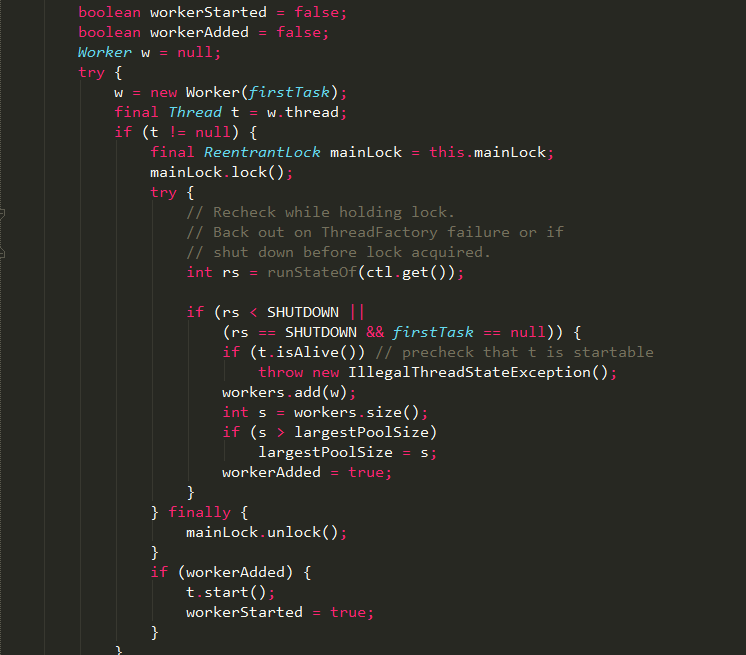 boolean workerStarted = false;
boolean workerAdded = false;
Worker w = null;
try {
w = new Worker(firstTask);
final Thread t = w.thread;
if (t != null) {
final ReentrantLock mainLock = this.mainLock;
mainLock.lock();
try {
// Recheck while holding lock.
// Back out on ThreadFactory failure or if
// shut down before lock acquired.
int rs = runStateOf(ctl.get());
if (rs < SHUTDOWN ||
(rs == SHUTDOWN && firstTask == null)) {
if (t.isAlive()) // precheck that t is startable
throw new IllegalThreadStateException();
workers.add(w);
int s = workers.size();
if (s > largestPoolSize)
largestPoolSize = s;
workerAdded = true;
}
} finally {
mainLock.unlock();
}
if (workerAdded) {
t.start();
workerStarted = true;
}
}